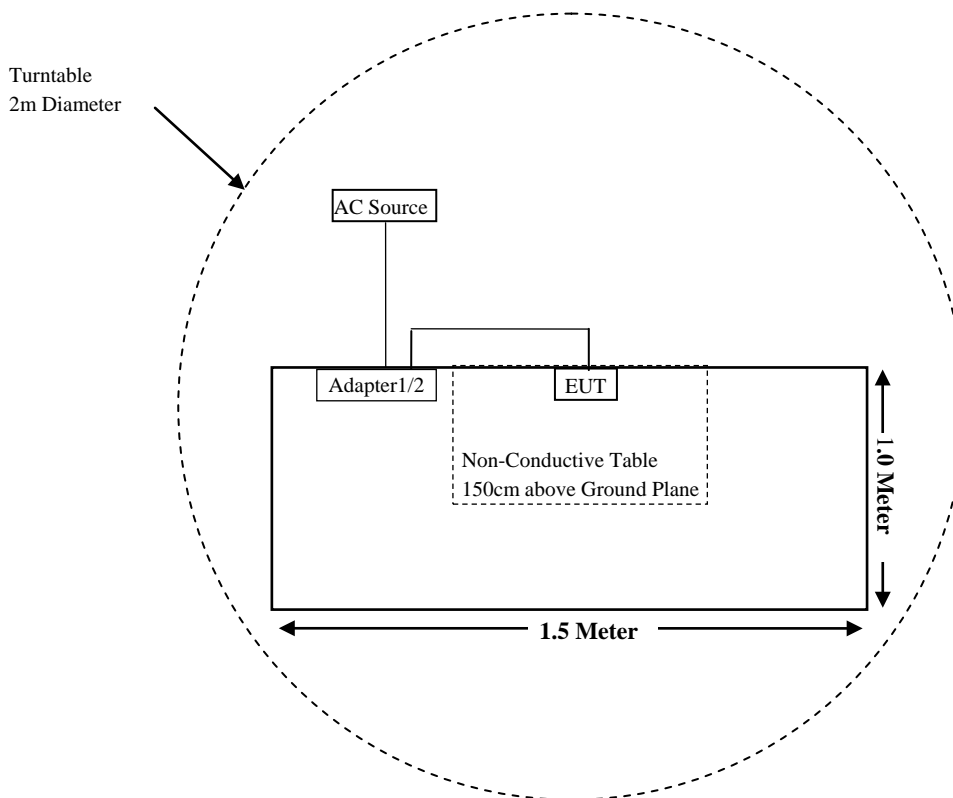 Turntable
2m Diameter
AC Source
Adapter1/2
EUT
Non-Conductive Table
150cm above Ground Plane
1.0 Meter
1.5 Meter